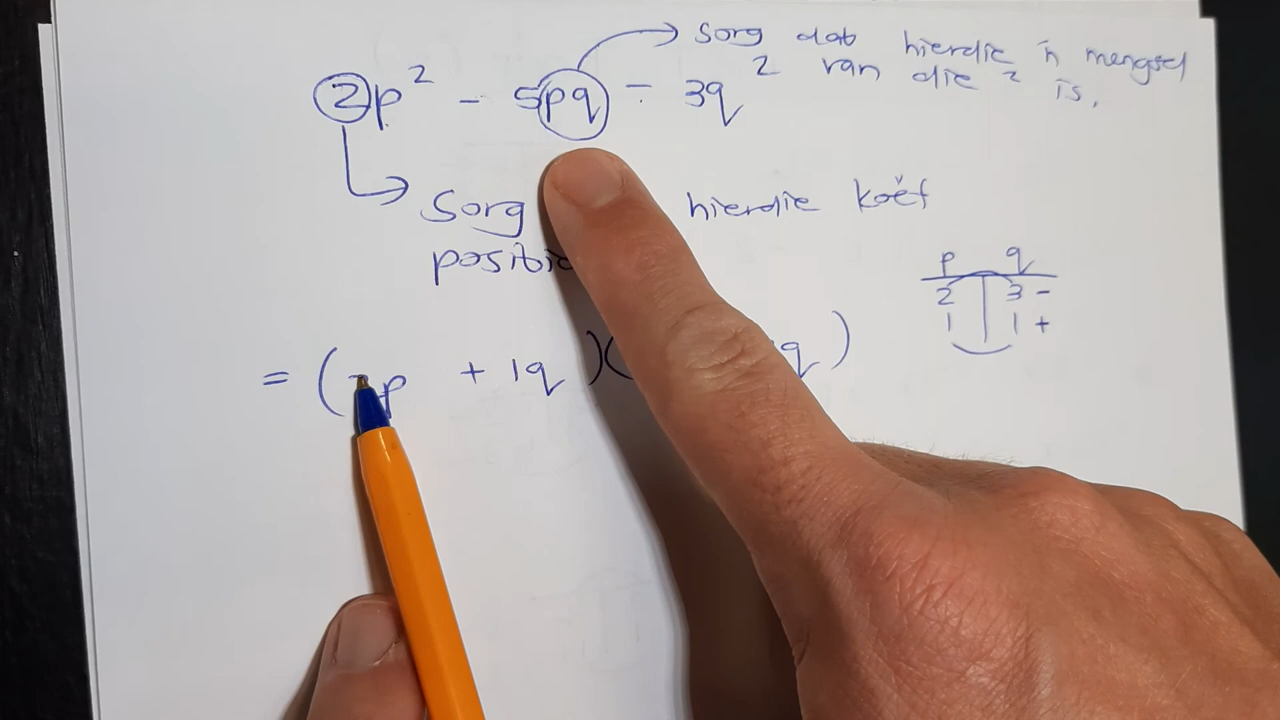 Sorg dat hierdie 'n mengsel
van die ² is.
2p² - 5pq - 3q²
Sorg hierdie koëf
positie
p q
2 3 -
1 1 +
= ( p + 1q )( q )